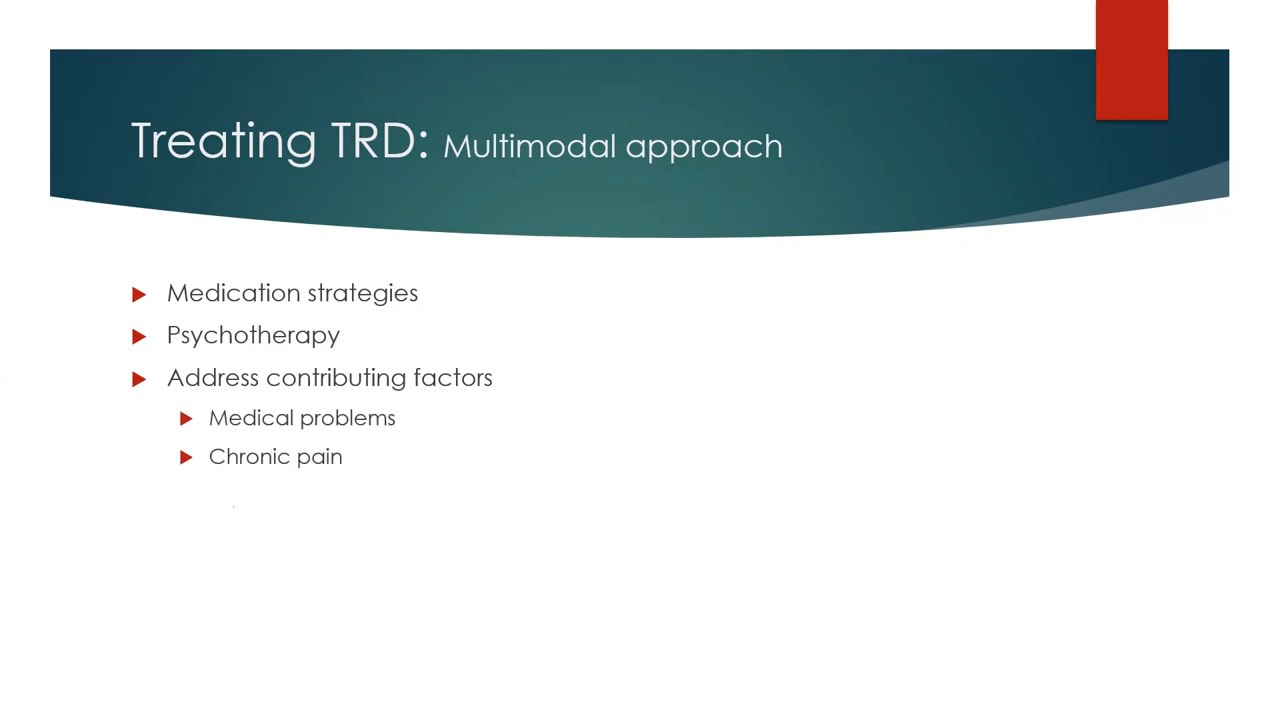 Treating TRD: Multimodal approach
Medication strategies
Psychotherapy
Address contributing factors
Medical problems
Chronic pain